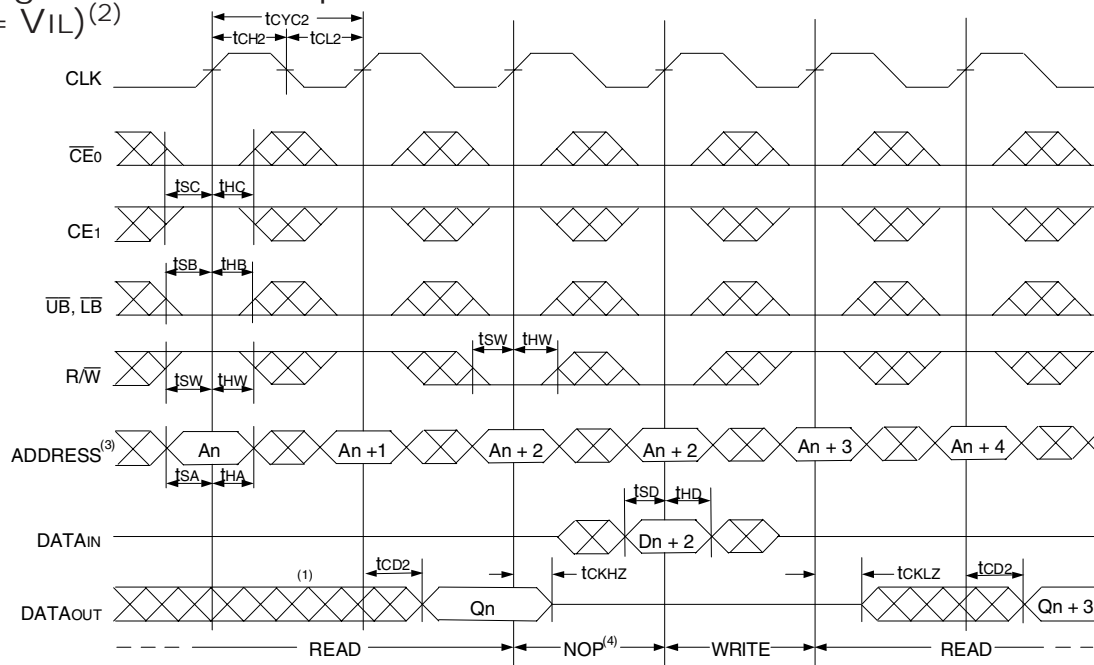 = VIL)(2)
tCYC2
tCH2 tCL2
CLK
CE0
tSC tHC
CE1
tSB tHB
UB, LB
tSW tHW
R/W
tSW tHW
ADDRESS(3) An An +1 An + 2 An + 2 An + 3 An + 4
tSA tHA
tSD tHD
DATAIN Dn + 2
(1) tCD2 tCKHZ tCKLZ tCD2
DATAOUT Qn Qn + 3
READ NOP(4) WRITE READ